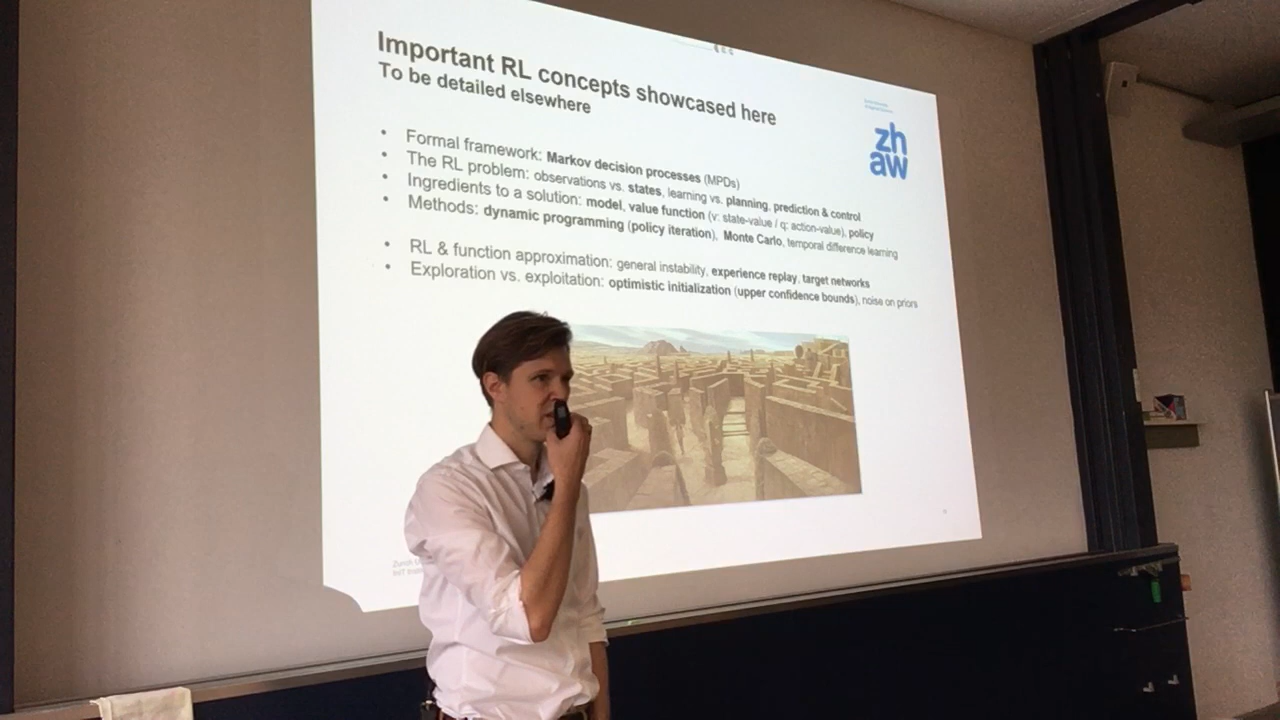 Important RL concepts showcased here
To be detailed elsewhere
zh
aw
• Formal framework: Markov decision processes (MPDs)
• The RL problem: observations vs. states, learning vs. planning, prediction & control
• Ingredients to a solution: model, value function (v: state-value / q: action-value), policy
• Methods: dynamic programming (policy iteration), Monte Carlo, temporal difference learning
• RL & function approximation: general instability, experience replay, target networks
• Exploration vs. exploitation: optimistic initialization (upper confidence bounds), noise on priors
Zurich